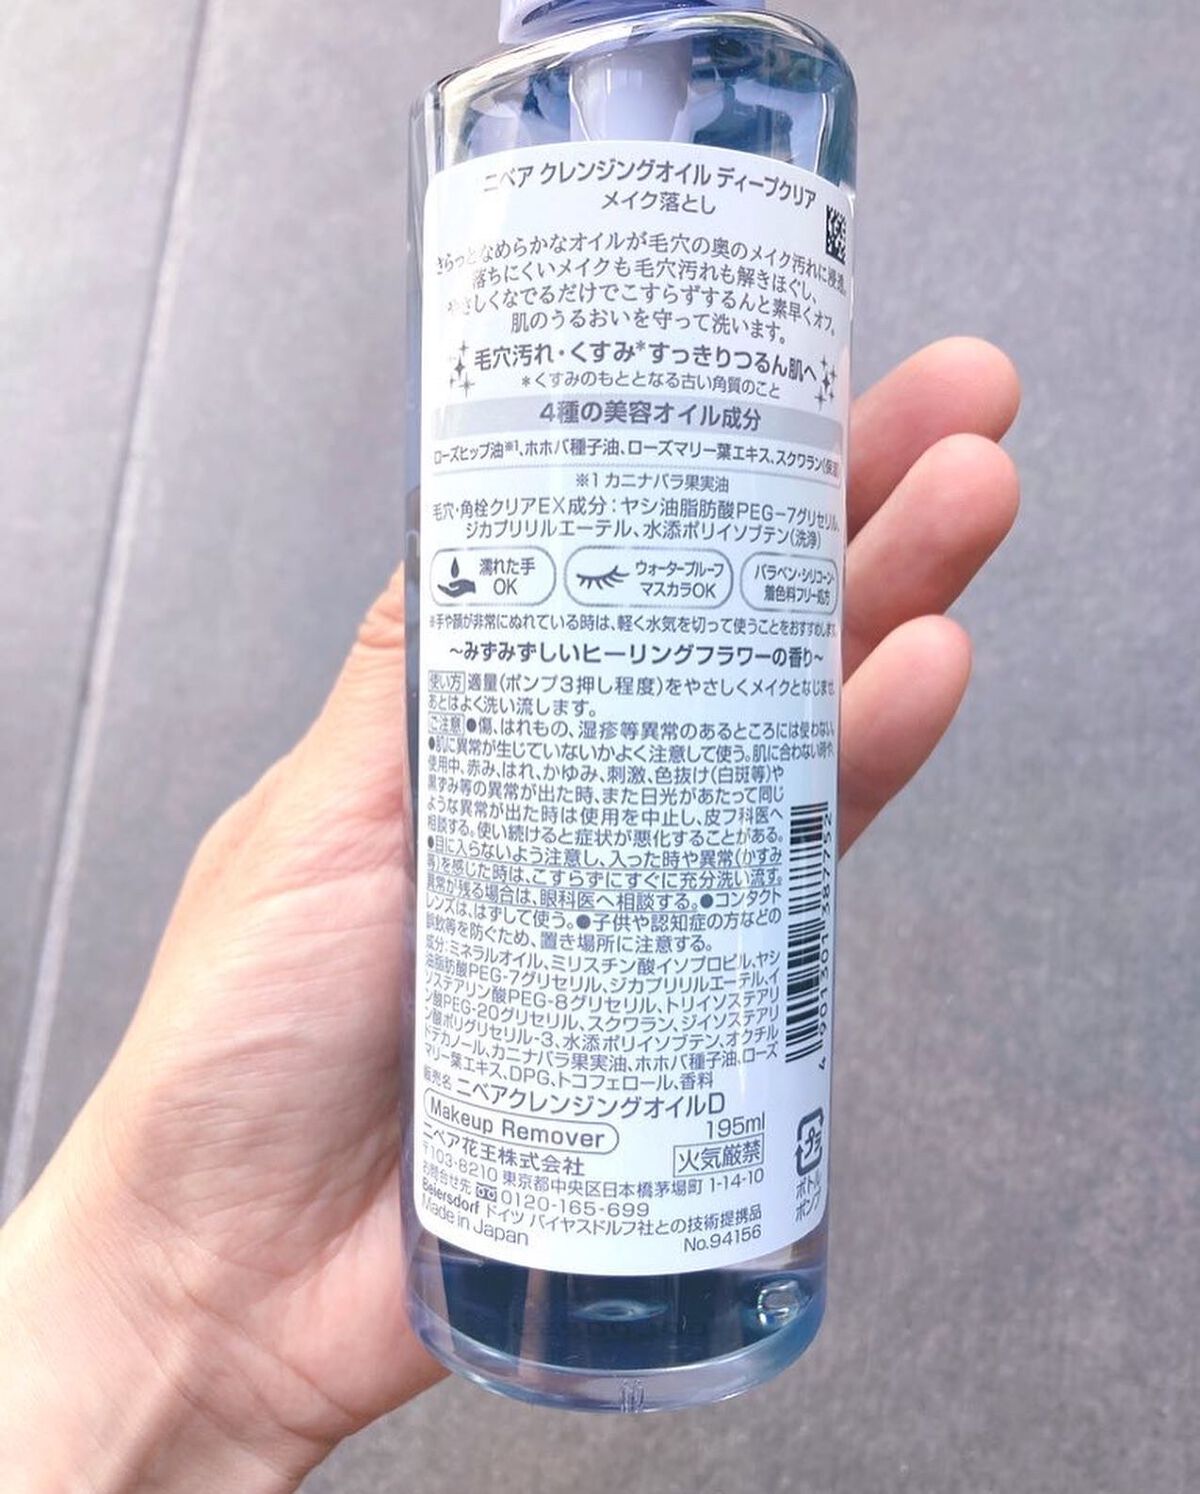 ニベア クレンジングオイル ディープクリア
メイク落とし
さらっとなめらかなオイルが毛穴の奥のメイク汚れに浸透。
落ちにくいメイクも毛穴汚れも解きほぐし、
やさしくなでるだけでこすらずするんと素早くオフ。
肌のうるおいを守って洗います。
毛穴汚れ・くすみ*すっきりつるん肌へ
*くすみのもととなる古い角質のこと
4種の美容オイル成分
ローズヒップ油※1、ホホバ種子油、ローズマリー葉エキス、スクワラン(保湿)
※1 カニナバラ果実油
毛穴・角栓クリアEX成分:ヤシ油脂肪酸PEG-7グリセリル、
ジカプリリルエーテル、水添ポリイソブテン(洗浄)
濡れた手
OK
ウォータープルーフ
マスカラOK
パラベン・シリコーン・
着色料フリー処方
※手や顔が非常にぬれている時は、軽く水気を切って使うことをおすすめします。
〜みずみずしいヒーリングフラワーの香り〜
使い方 適量(ポンプ3押し程度)をやさしくメイクとなじませ、
あとはよく洗い流します。
ご注意 ●傷、はれもの、湿疹等異常のあるところには使わない。
●肌に異常が生じていないかよく注意して使う。肌に合わない時や、
使用中、赤み、はれ、かゆみ、刺激、色抜け(白斑等)や
黒ずみ等の異常が出た時、また日光があたって同じ
ような異常が出た時は使用を中止し、皮フ科医へ
相談する。使い続けると症状が悪化することがある。
●目に入らないよう注意し、入った時や異常(かすみ
等)を感じた時は、こすらずにすぐに充分洗い流す。
異常が残る場合は、眼科医へ相談する。●コンタクト
レンズは、はずして使う。●子供や認知症の方などの
誤飲等を防ぐため、置き場所に注意する。
成分:ミネラルオイル、ミリスチン酸イソプロピル、ヤシ
油脂肪酸PEG-7グリセリル、ジカプリリルエーテル、イ
ソステアリン酸PEG-8グリセリル、トリイソステアリ
ン酸PEG-20グリセリル、スクワラン、ジイソステアリ
ン酸ポリグリセリル-3、水添ポリイソブテン、オクチル
ドデカノール、カニナバラ果実油、ホホバ種子油、ローズ
マリー葉エキス、DPG、トコフェロール、香料
販売名 ニベアクレンジングオイルD
Makeup Remover
195ml
ニベア花王株式会社
火気厳禁
〒103-8210 東京都中央区日本橋茅場町 1-14-10
お問合せ先 0120-165-699
Beiersdorf ドイツ バイヤスドルフ社との技術提携品
Made in Japan
No.94156
4 901301 387752
プラ
ボトル
ポンプ